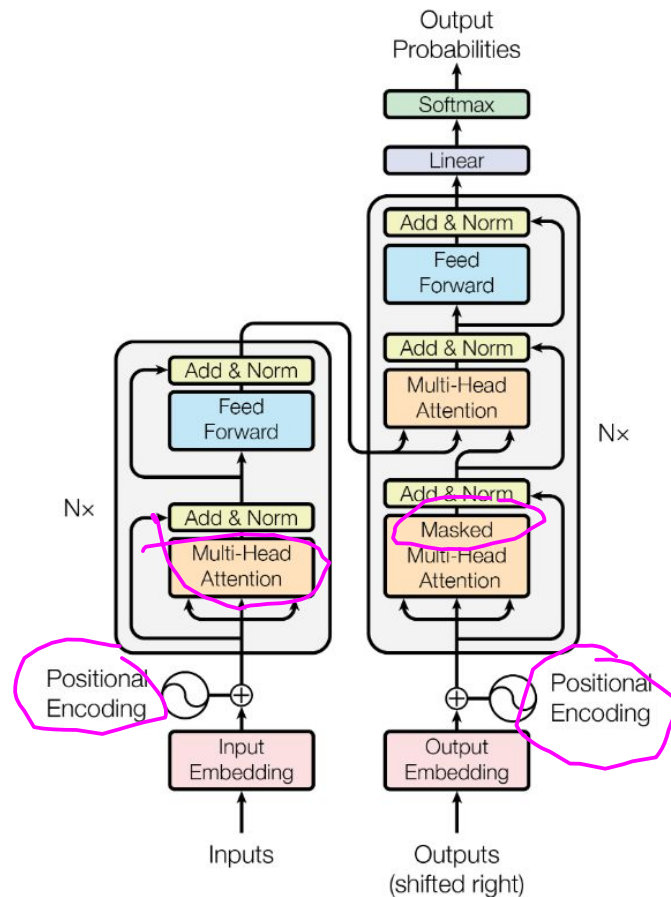 Output
Probabilities
Softmax
Linear
Add & Norm
Feed
Forward
Add & Norm
Multi-Head
Attention
Nx
Add & Norm
Masked
Multi-Head
Attention
Add & Norm
Feed
Forward
Nx
Add & Norm
Multi-Head
Attention
Positional
Encoding
Positional
Encoding
Input
Embedding
Output
Embedding
Inputs
Outputs
(shifted right)